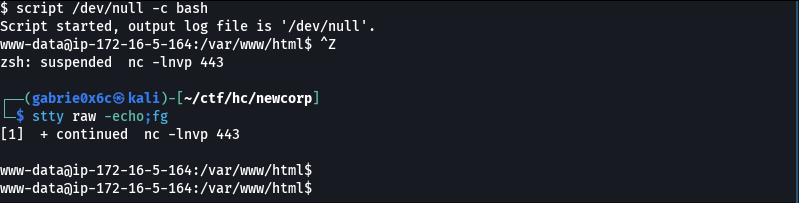 $ script /dev/null -c bash
Script started, output log file is '/dev/null'.
www-data@ip-172-16-5-164:/var/www/html$ ^Z
zsh: suspended  nc -lnvp 443
┌──(gabrie0x6c㉿kali)-[~/ctf/hc/newcorp]
└─$ stty raw -echo;fg
[1]  + continued  nc -lnvp 443
www-data@ip-172-16-5-164:/var/www/html$
www-data@ip-172-16-5-164:/var/www/html$